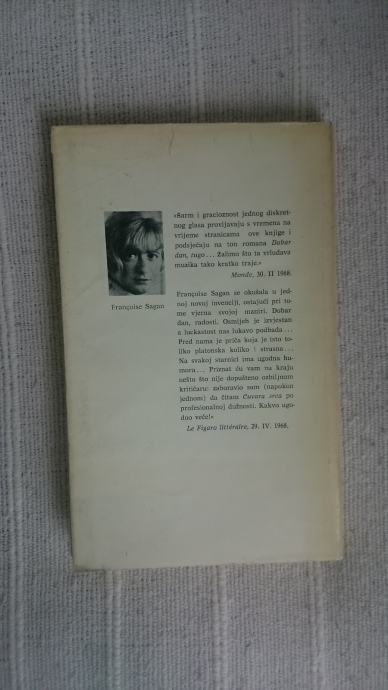 »Šarm i gracioznost jednog diskret-
nog glasa provijavaju s vremena na
vrijeme stranicama ove knjige i
podsjećaju na ton romana Dobar
dan, tugo... Žalimo što ta vrludava
muzika tako kratko traje.«
Monde, 30. II 1968.
Françoise Sagan
Françoise Sagan se okušala u jed-
noj novoj invenciji, ostajući pri to-
me vjerna svojoj maniri. Dobar
dan, radosti. Osmijeh je izvjestan
a luckastost nas lukavo podbada...
Pred nama je priča koja je isto to-
liko platonska koliko i strasna...
Na svakoj starnici ima ugodna hu-
mora... Priznat ću vam na kraju
nešto što nije dopušteno ozbiljnom
kritičaru: zaboravio sam (napokon
jednom) da čitam Čuvara srca po
profesionalnoj dužnosti. Kakvo ugo-
dno veče!«
Le Figaro littéraire, 29. IV. 1968.